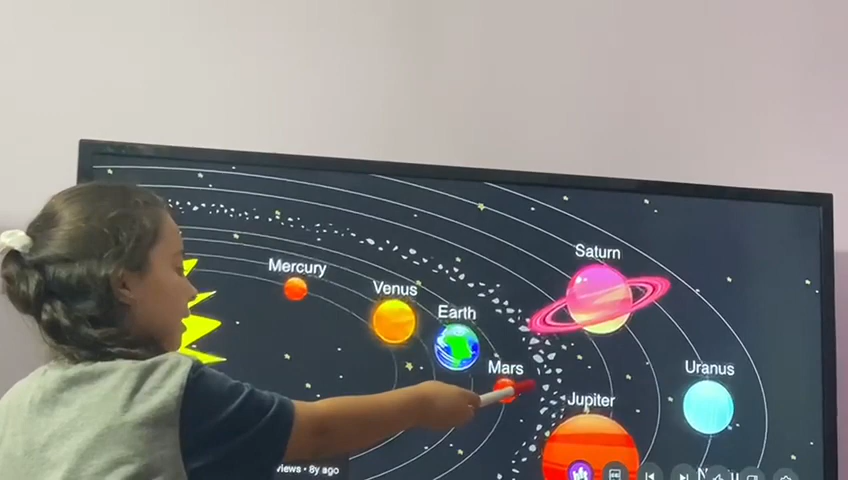 Saturn
Mercury
Venus
Earth
Mars
Uranus
Jupiter
views • 8y ago